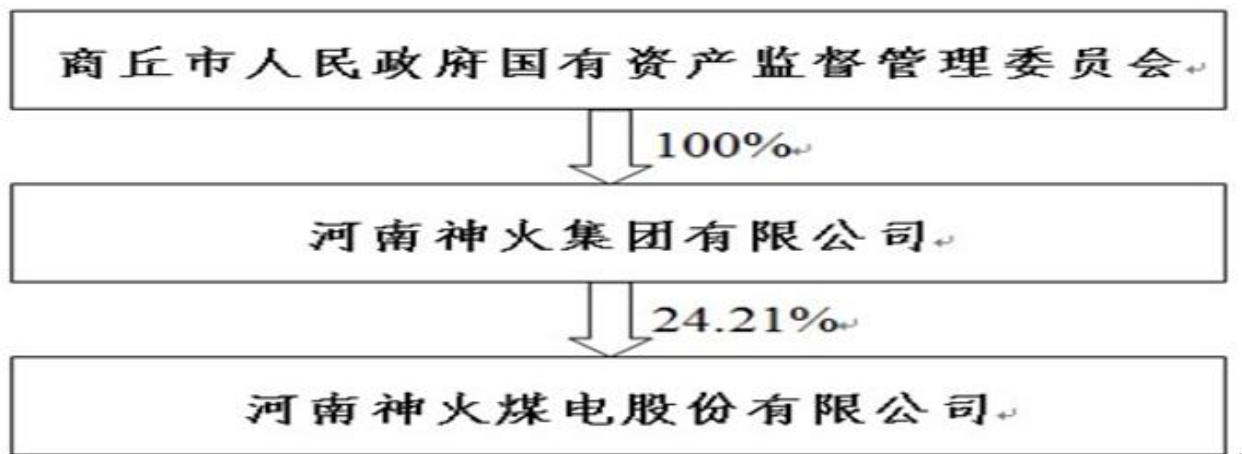 商丘市人民政府国有资产监督管理委员会
100%
河南神火集团有限公司
24.21%
河南神火煤电股份有限公司